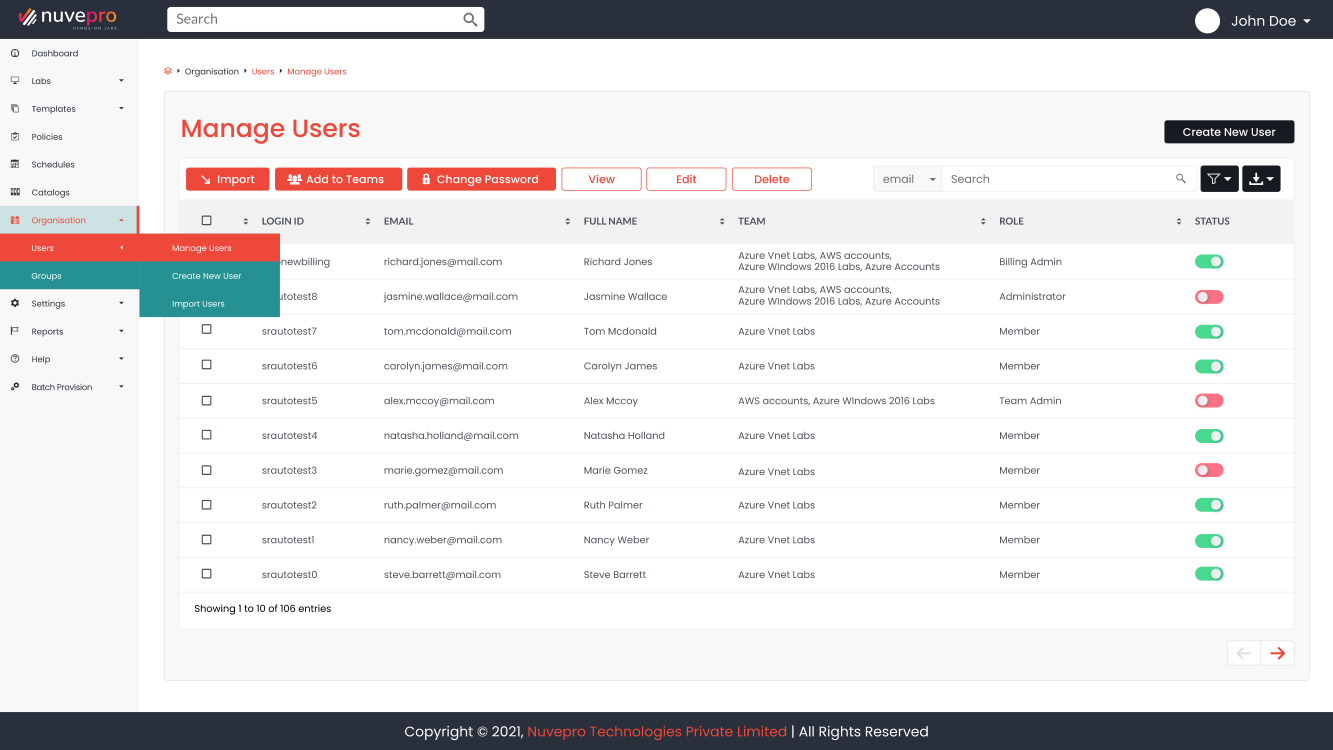 nuvepro
HANDS-ON LABS
Search
John Doe
Dashboard
Labs
Templates
Policies
Schedules
Catalogs
Organisation
Users
Groups
Settings
Reports
Help
Batch Provision
Manage Users
Create New User
Import Users
Organisation Users Manage Users
Manage Users
Create New User
Import Add to Teams Change Password View Edit Delete email Search
LOGIN ID EMAIL FULL NAME TEAM ROLE STATUS
newbilling richard.jones@mail.com Richard Jones Azure Vnet Labs, AWS accounts,
Azure WIndows 2016 Labs, Azure Accounts Billing Admin
utotest8 jasmine.wallace@mail.com Jasmine Wallace Azure Vnet Labs, AWS accounts,
Azure WIndows 2016 Labs, Azure Accounts Administrator
srautotest7 tom.mcdonald@mail.com Tom Mcdonald Azure Vnet Labs Member
srautotest6 carolyn.james@mail.com Carolyn James Azure Vnet Labs Member
srautotest5 alex.mccoy@mail.com Alex Mccoy AWS accounts, Azure WIndows 2016 Labs Team Admin
srautotest4 natasha.holland@mail.com Natasha Holland Azure Vnet Labs Member
srautotest3 marie.gomez@mail.com Marie Gomez Azure Vnet Labs Member
srautotest2 ruth.palmer@mail.com Ruth Palmer Azure Vnet Labs Member
srautotest1 nancy.weber@mail.com Nancy Weber Azure Vnet Labs Member
srautotest0 steve.barrett@mail.com Steve Barrett Azure Vnet Labs Member
Showing 1 to 10 of 106 entries
Copyright © 2021, Nuvepro Technologies Private Limited | All Rights Reserved